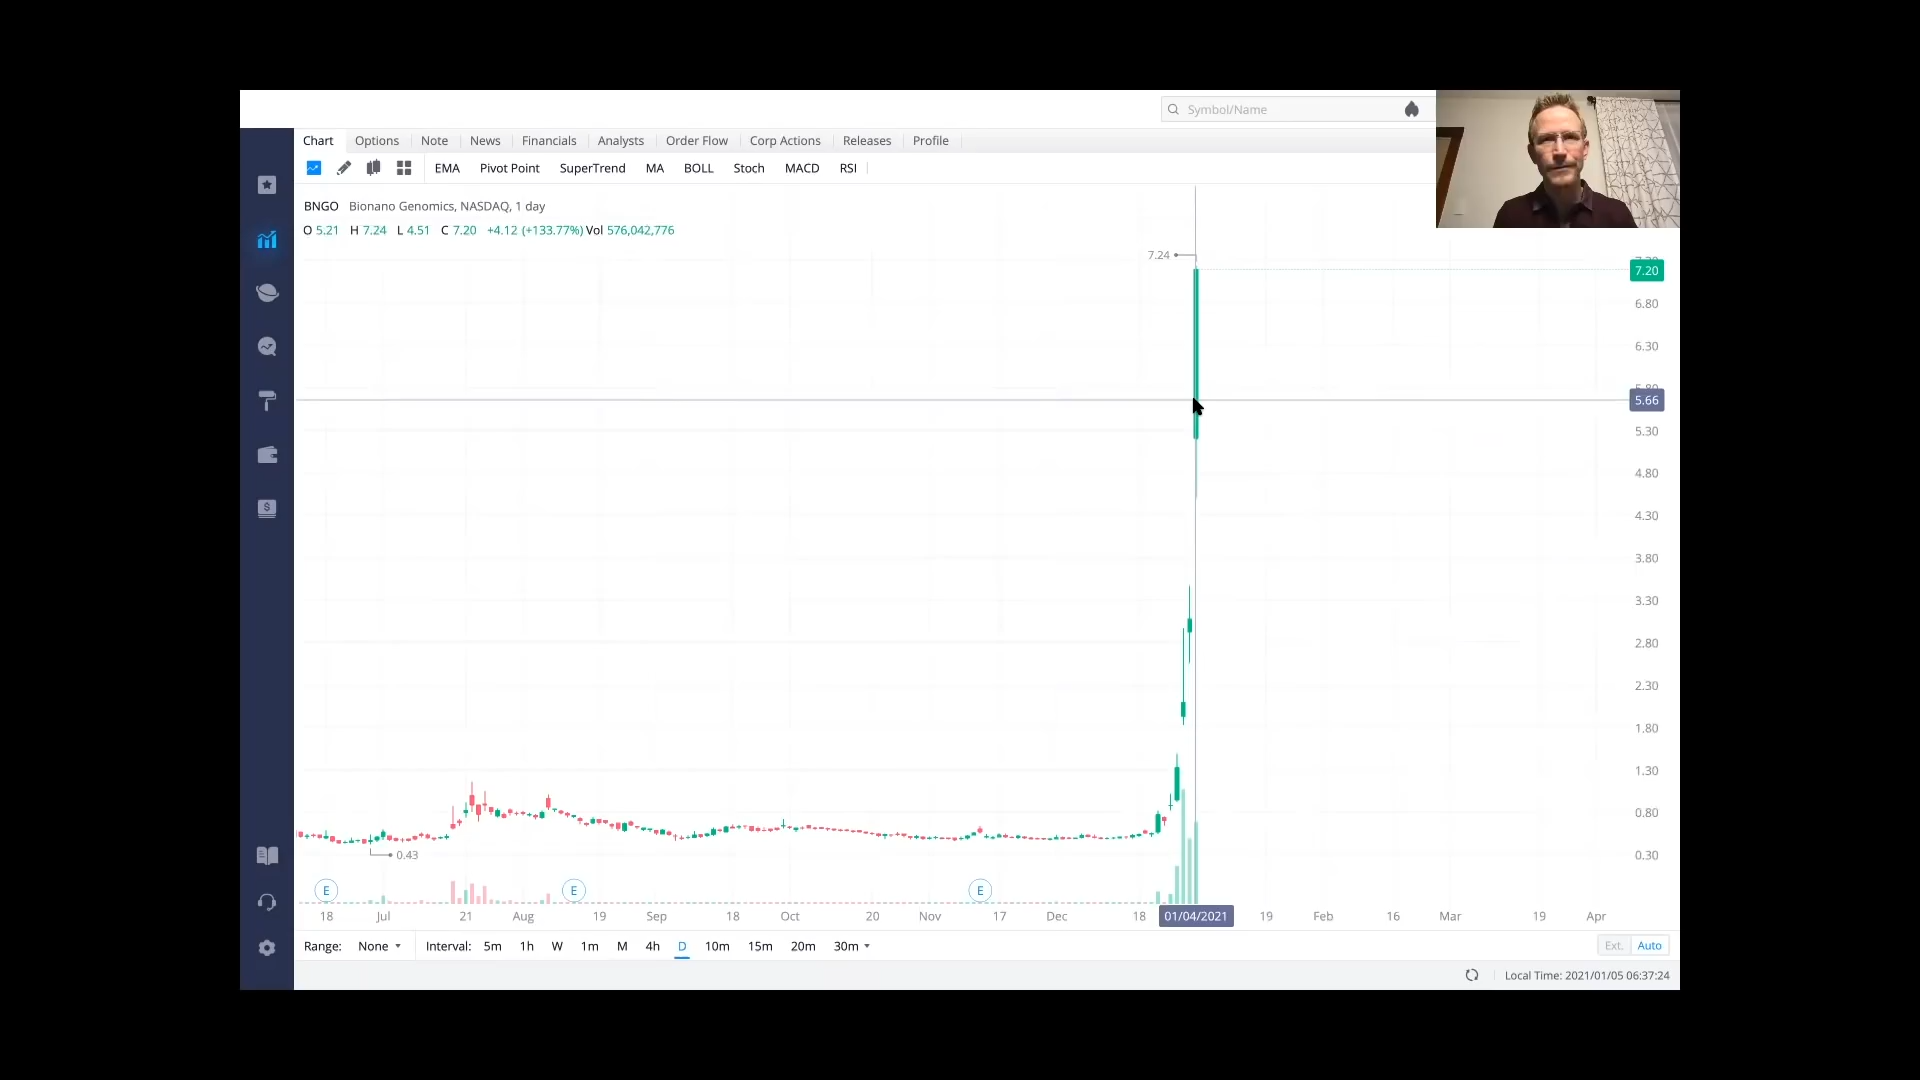 Symbol/Name
Chart Options Note News Financials Analysts Order Flow Corp Actions Releases Profile
EMA Pivot Point SuperTrend MA BOLL Stoch MACD RSI
BNGO Bionano Genomics, NASDAQ, 1 day
O 5.21 H 7.24 L 4.51 C 7.20 +4.12 (+133.77%) Vol 576,042,776
7.24
7.20
6.80
6.30
5.66
5.30
4.80
4.30
3.80
3.30
2.80
2.30
1.80
1.30
0.80
0.43
0.30
E E E
18 Jul 21 Aug 19 Sep 18 Oct 20 Nov 17 Dec 18 01/04/2021 19 Feb 16 Mar 19 Apr
Range: None Interval: 5m 1h W 1m M 4h D 10m 15m 20m 30m Ext. Auto
Local Time: 2021/01/05 06:37:24